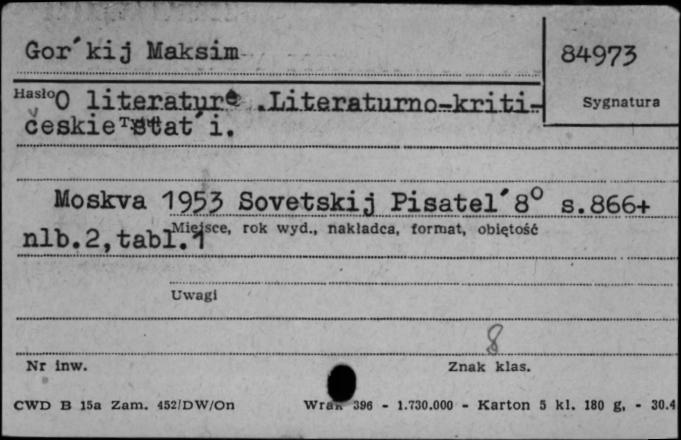 Gor´kij Maksim
84973
Hasło O literature .Literaturno-kriti-
Sygnatura
českie stat´i.
Moskva 1953 Sovetskij Pisatel´8° s.866+
Miejsce, rok wyd., nakładca, format, objętość
nlb.2,tabl.1
Uwagi
8
Nr inw.
Znak klas.
CWD B 15a Zam. 452/DW/On
396 - 1.730.000 - Karton 5 kl. 180 g, - 30.4